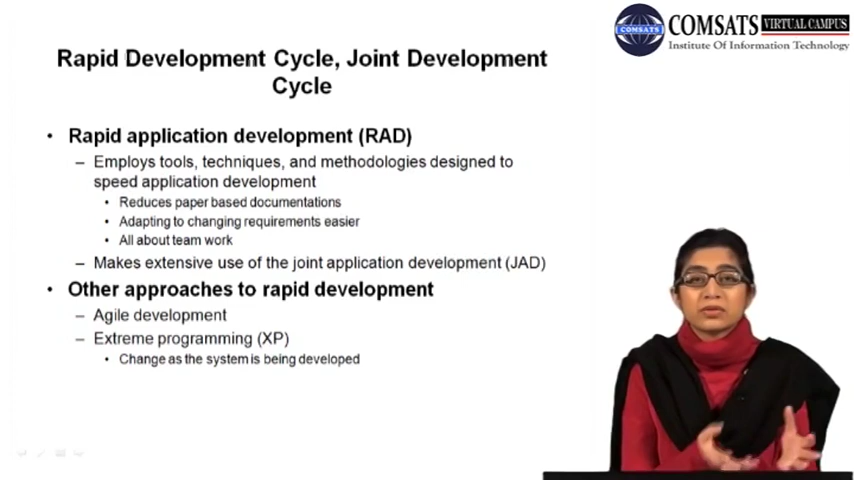 COMSATS VIRTUAL CAMPUS
Institute Of Information Technology
COMSATS
Rapid Development Cycle, Joint Development
Cycle
• Rapid application development (RAD)
– Employs tools, techniques, and methodologies designed to
speed application development
• Reduces paper based documentations
• Adapting to changing requirements easier
• All about team work
– Makes extensive use of the joint application development (JAD)
• Other approaches to rapid development
– Agile development
– Extreme programming (XP)
• Change as the system is being developed